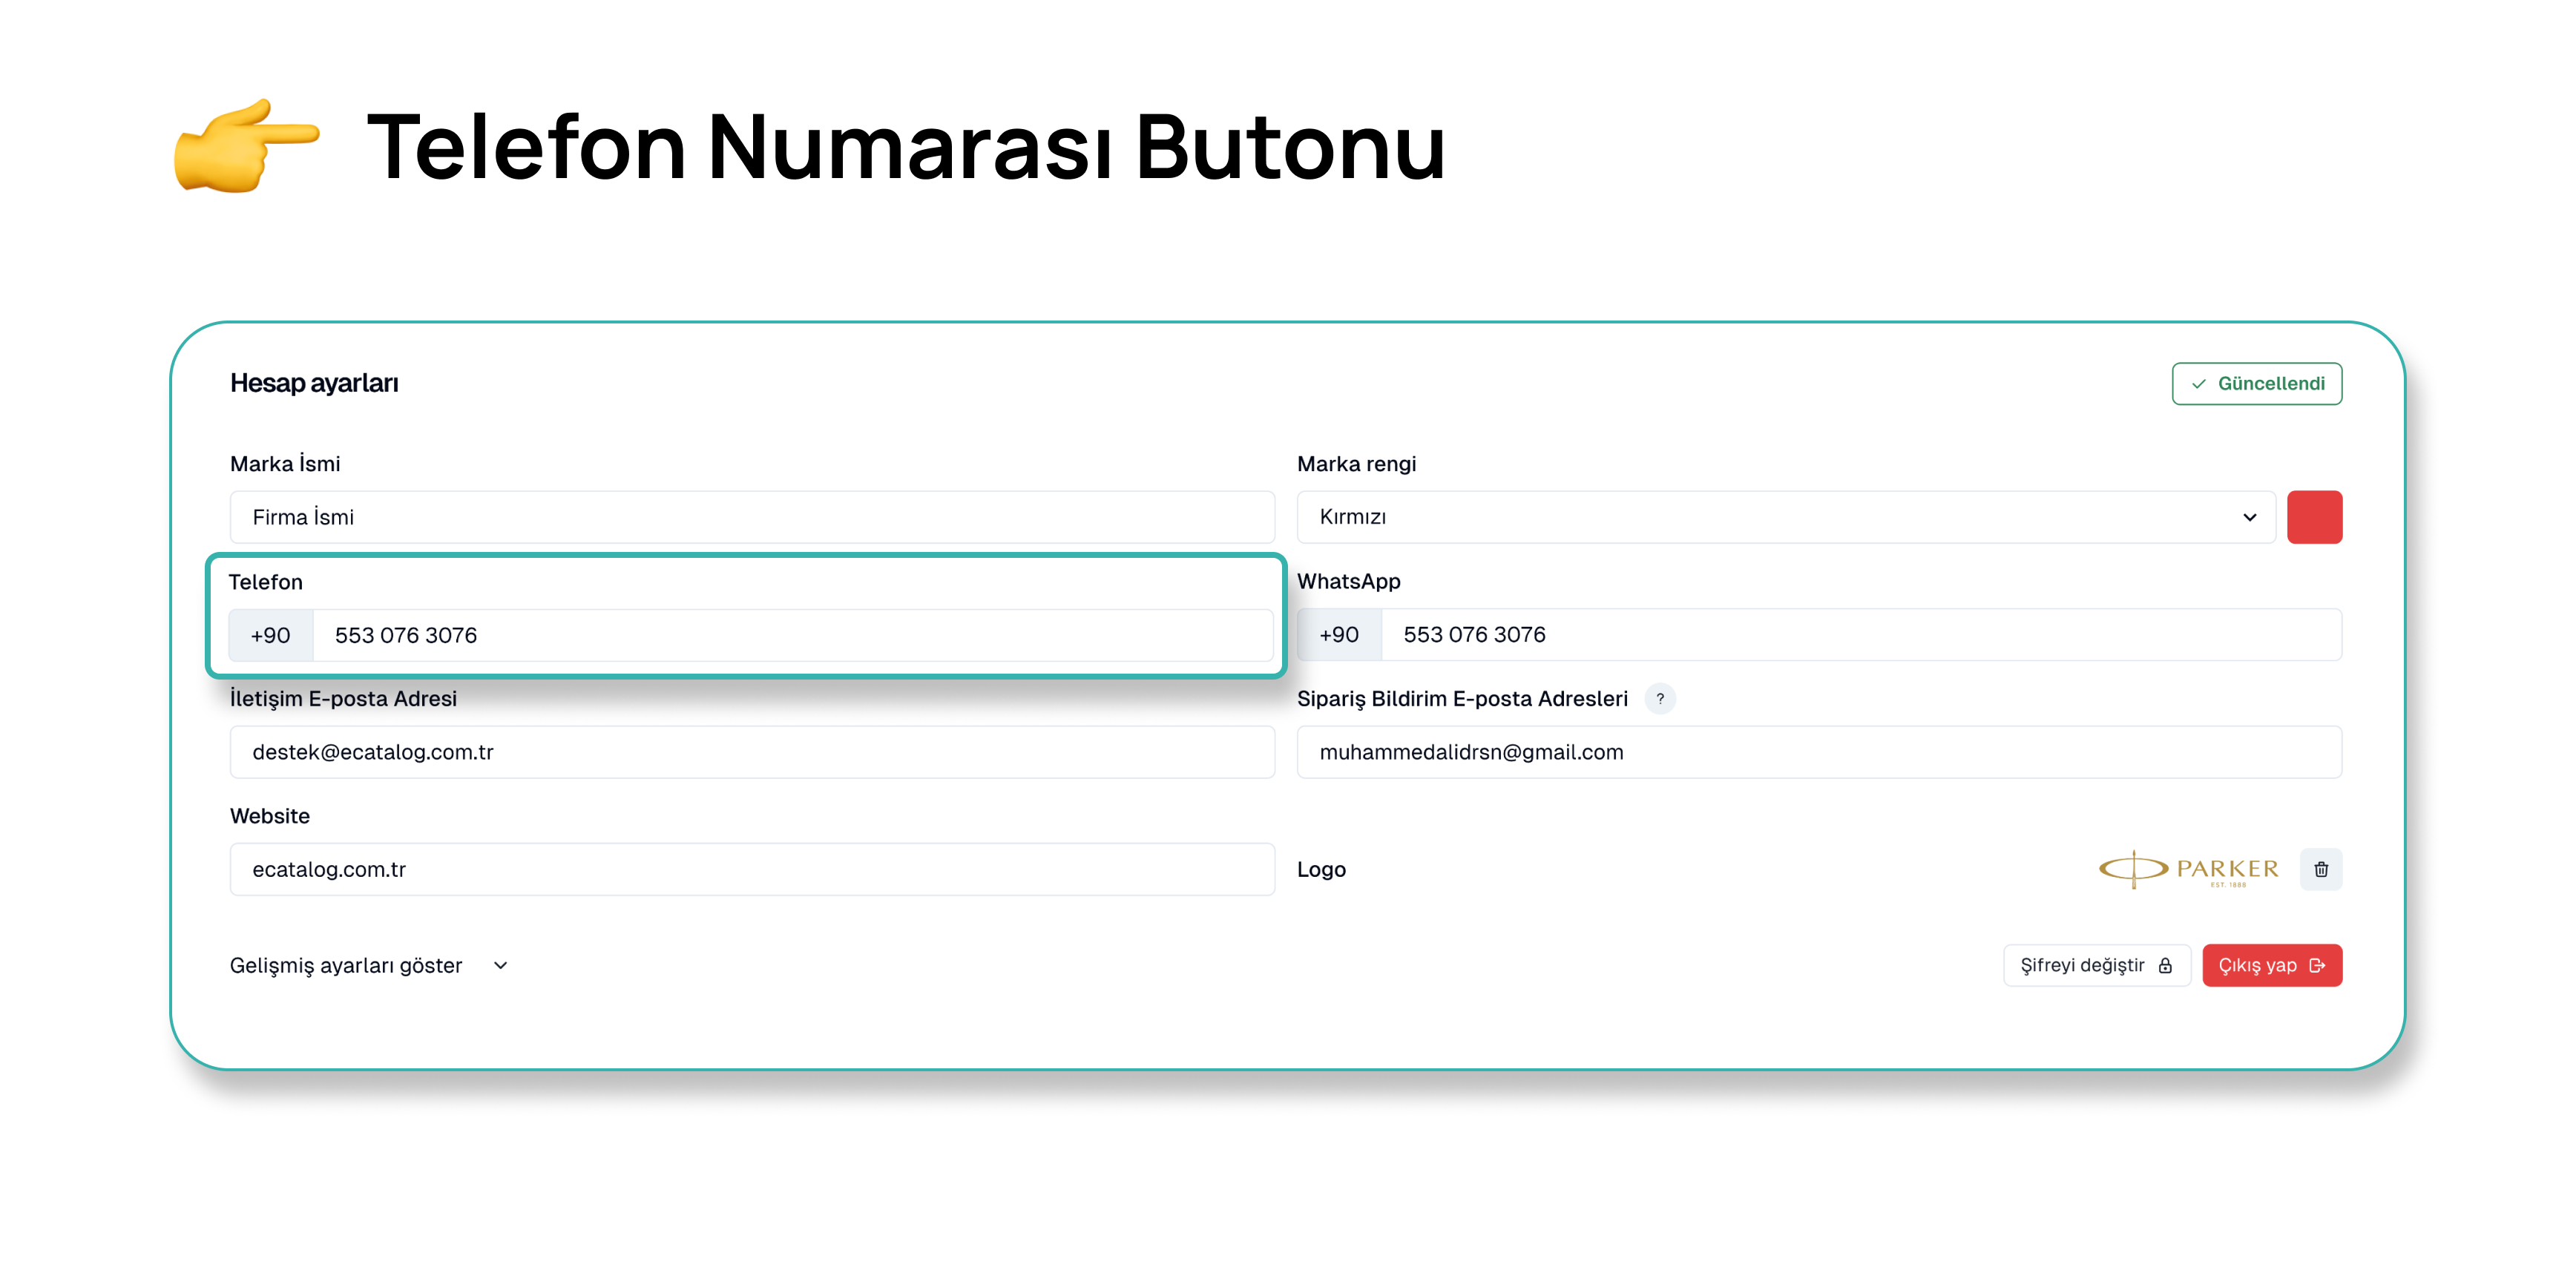 Telefon Numarası Butonu
Hesap ayarları
Güncellendi
Marka İsmi
Marka rengi
Firma İsmi
Kırmızı
Telefon
WhatsApp
+90 553 076 3076
+90 553 076 3076
İletişim E-posta Adresi
Sipariş Bildirim E-posta Adresleri ?
destek@ecatalog.com.tr
muhammedalidrsn@gmail.com
Website
ecatalog.com.tr
Logo
PARKER
EST. 1888
Gelişmiş ayarları göster
Şifreyi değiştir
Çıkış yap